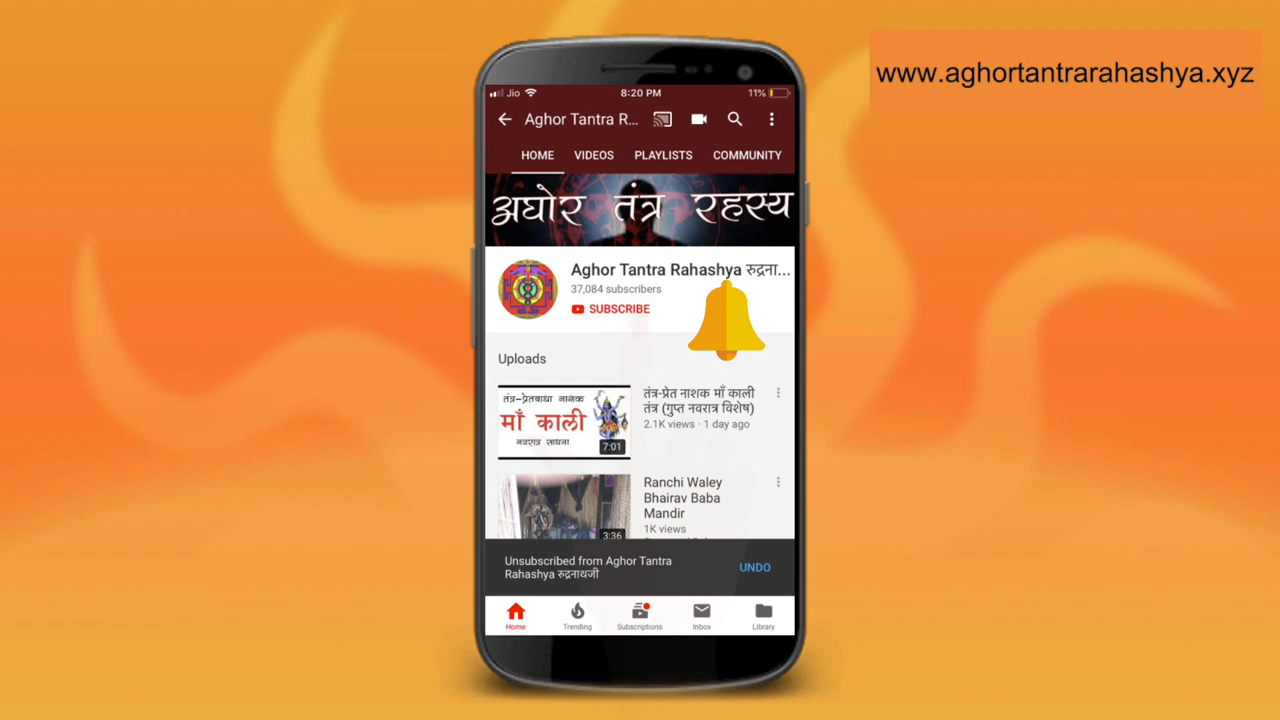 www.aghortantrarahashya.xyz
Jio 8:20 PM 11%
Aghor Tantra R...
HOME VIDEOS PLAYLISTS COMMUNITY
अघोर तंत्र रहस्य
Aghor Tantra Rahashya रुद्रना...
37,084 subscribers
SUBSCRIBE
Uploads
तंत्र-प्रेतबाधा नाशक
माँ काली
नवरात्र साधना
7:01
तंत्र-प्रेत नाशक माँ काली
तंत्र (गुप्त नवरात्र विशेष)
2.1K views · 1 day ago
3:36
Ranchi Waley
Bhairav Baba
Mandir
1K views
Unsubscribed from Aghor Tantra
Rahashya रुद्रनाथजी
UNDO
Home Trending Subscriptions Inbox Library